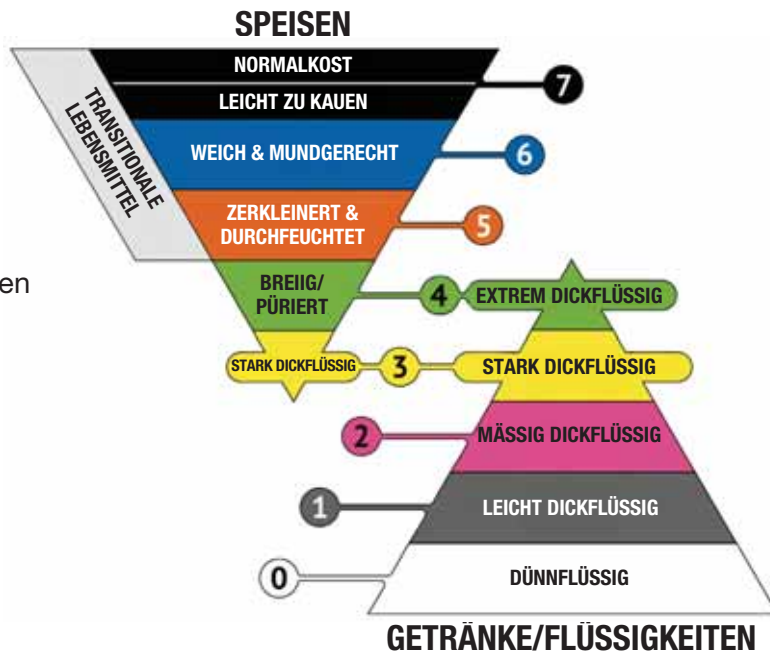 SPEISEN
NORMALKOST
LEICHT ZU KAUEN
7
TRANSITIONALE
LEBENSMITTEL
WEICH & MUNDGERECHT
6
ZERKLEINERT &
DURCHFEUCHTET
5
en
BREIIG/
PÜRIERT
4
EXTREM DICKFLÜSSIG
STARK DICKFLÜSSIG
3
STARK DICKFLÜSSIG
2
MÄSSIG DICKFLÜSSIG
1
LEICHT DICKFLÜSSIG
0
DÜNNFLÜSSIG
GETRÄNKE/FLÜSSIGKEITEN